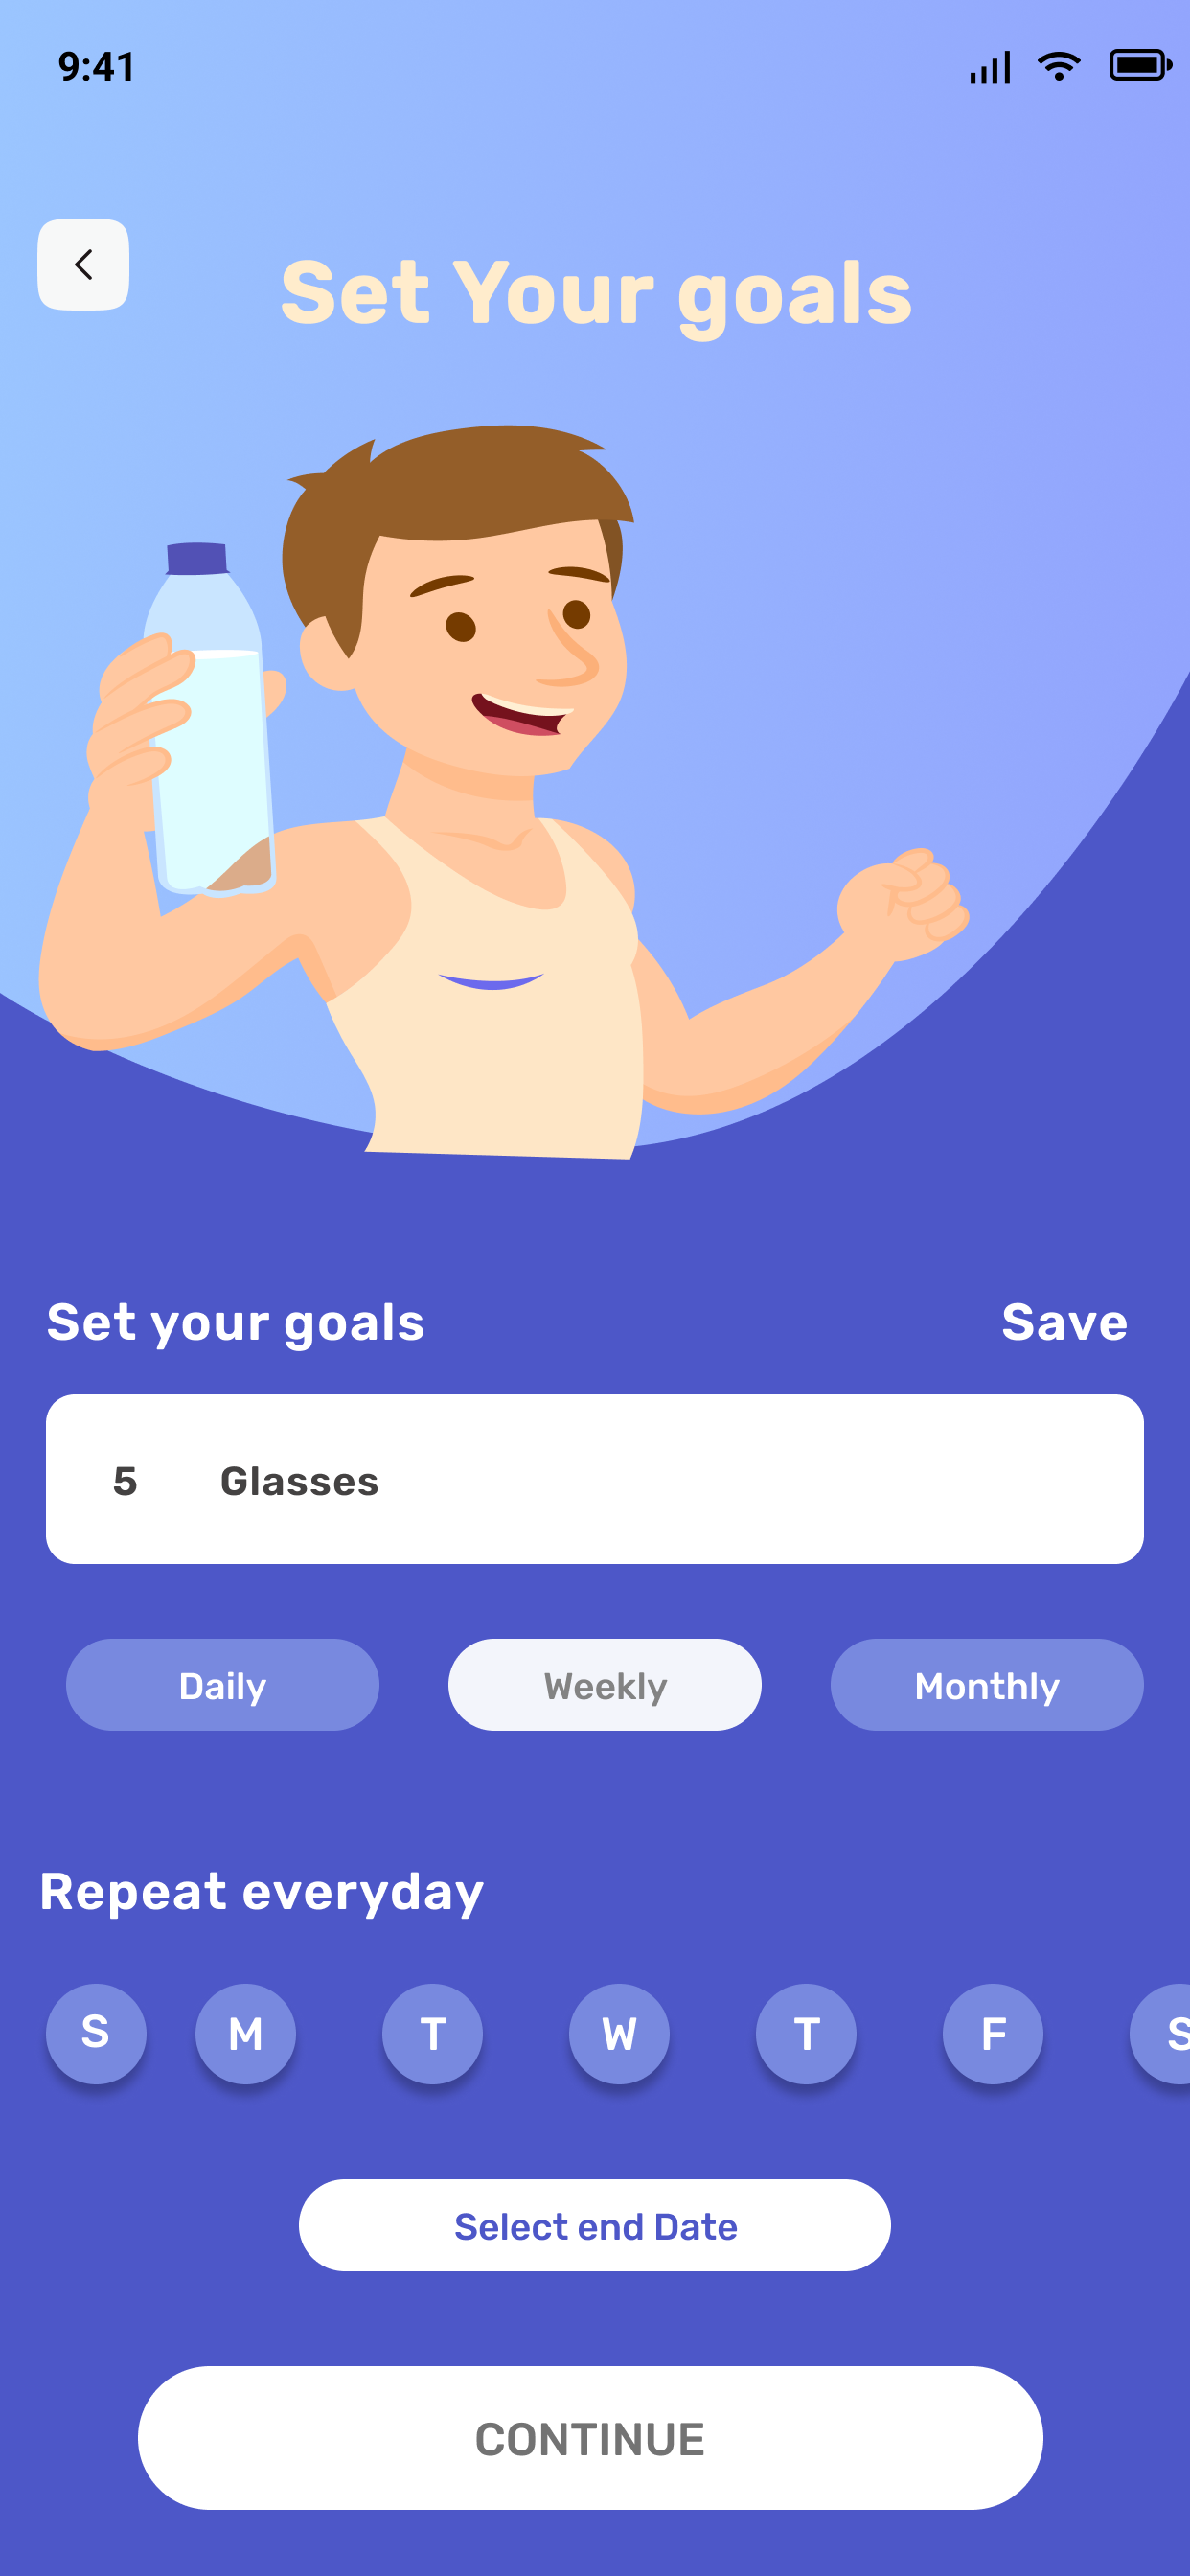 9:41
Set Your goals
Set your goals Save
5 Glasses
Daily Weekly Monthly
Repeat everyday
S M T W T F S
Select end Date
CONTINUE